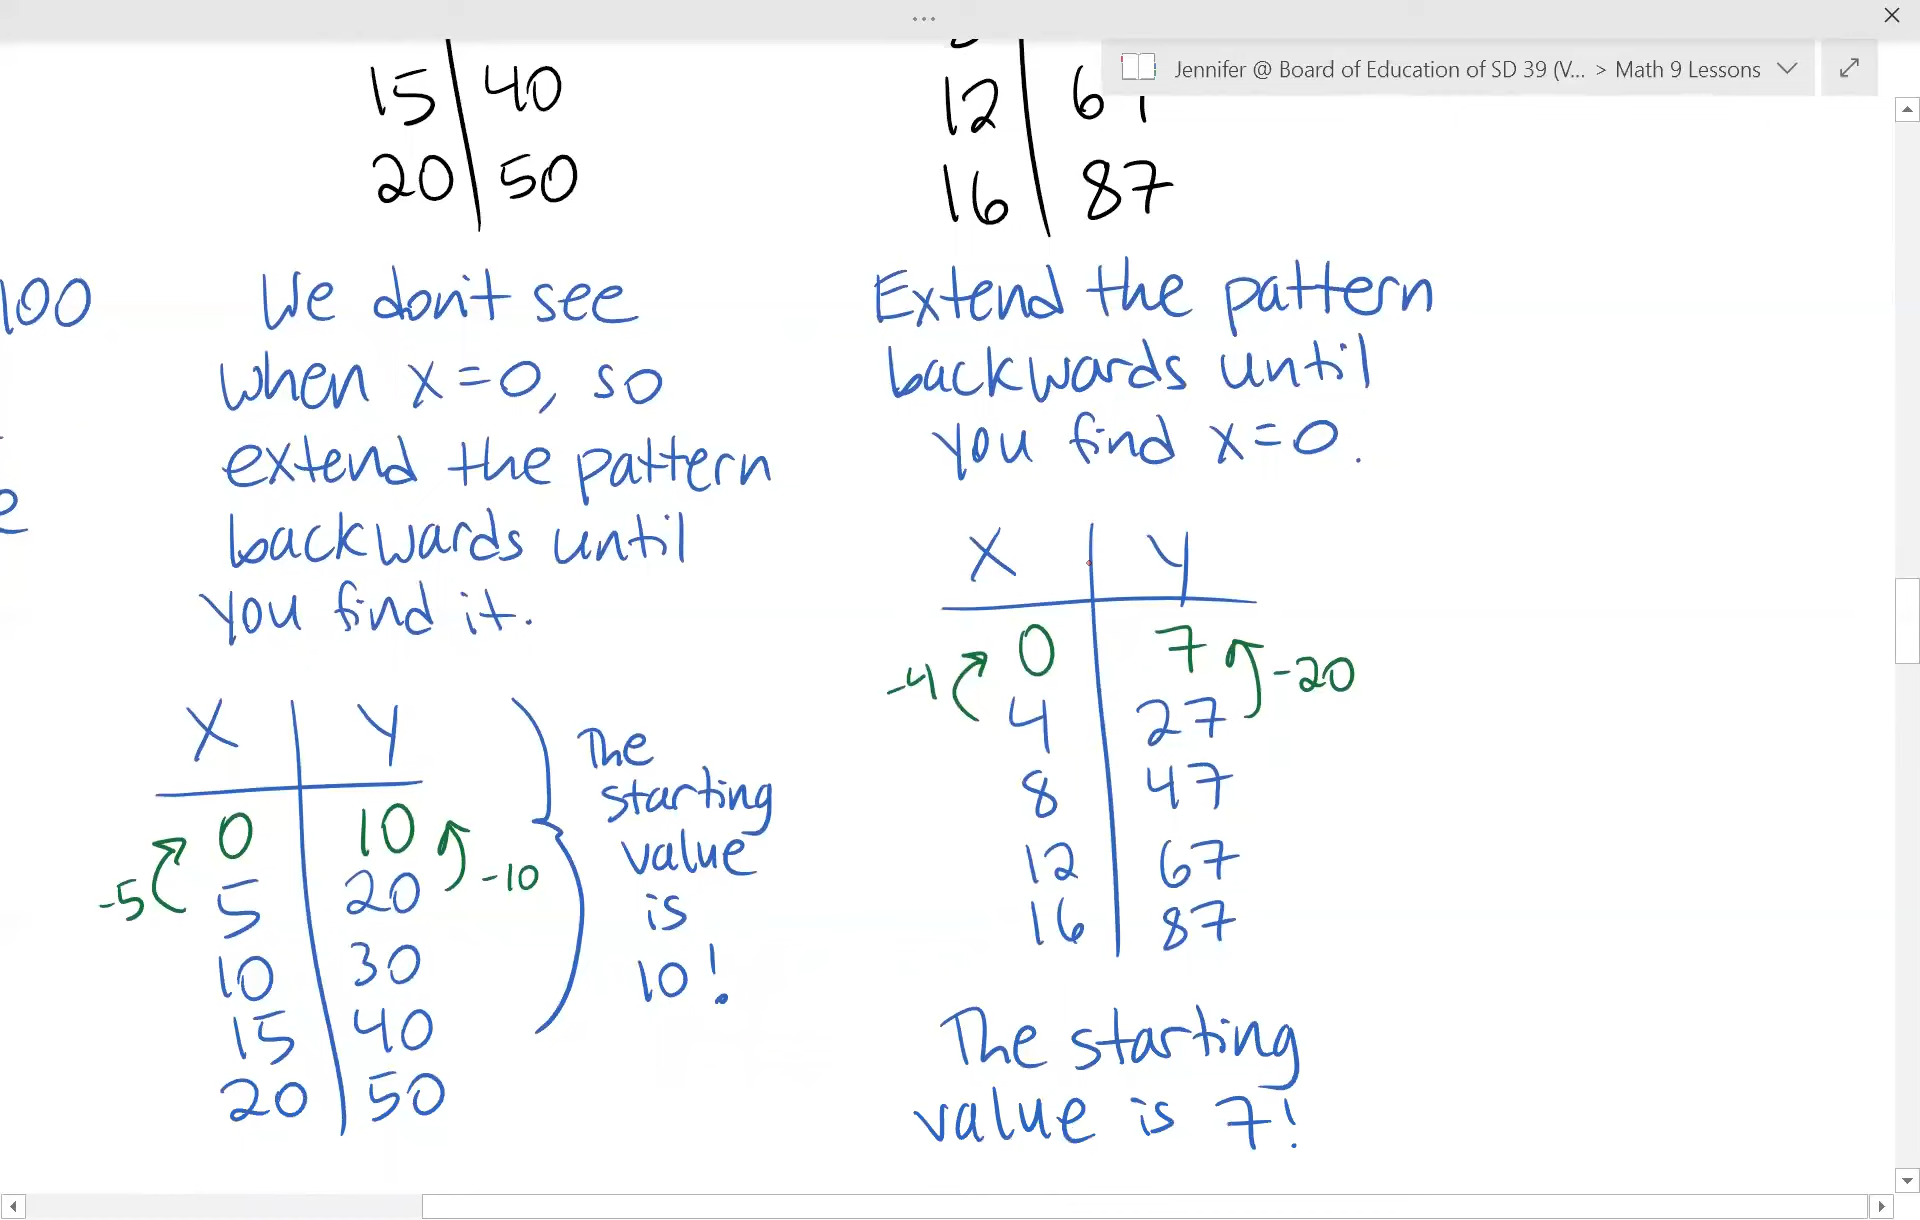 ...
Jennifer @ Board of Education of SD 39 (V... > Math 9 Lessons
15 40
20 50
12 67
16 87
100
We don't see
when x=0, so
extend the pattern
backwards until
you find it.
X Y
0 10
5 20
10 30
15 40
20 50
-5
-10
The
starting
value
is
10!
Extend the pattern
backwards until
you find x=0.
X Y
0 7
4 27
8 47
12 67
16 87
-4
-20
The starting
value is 7!